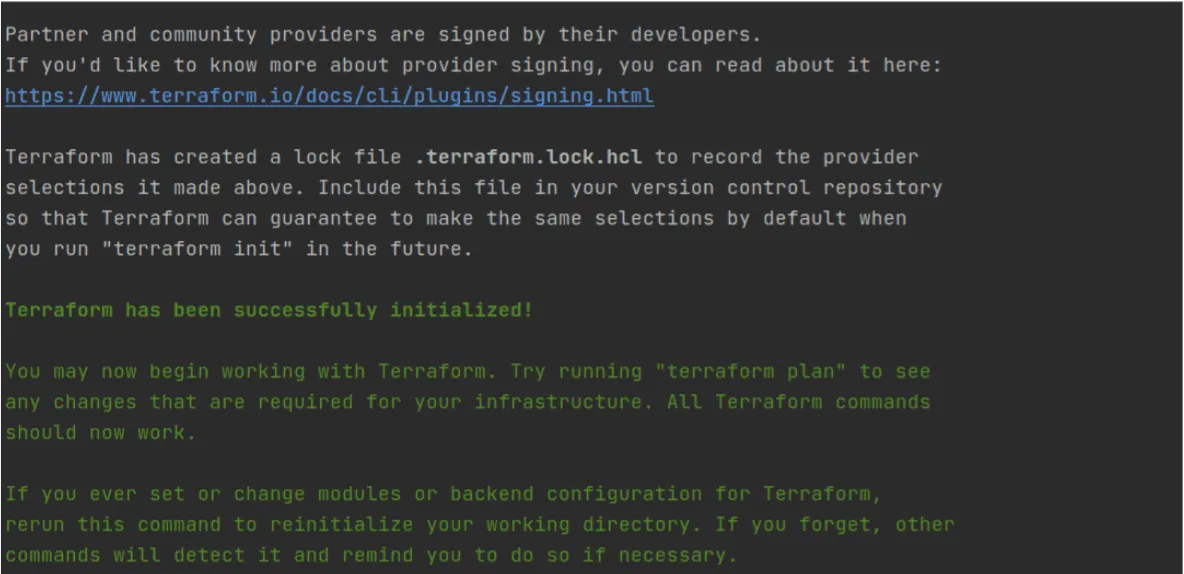 Partner and community providers are signed by their developers.
If you'd like to know more about provider signing, you can read about it here:
https://www.terraform.io/docs/cli/plugins/signing.html
Terraform has created a lock file .terraform.lock.hcl to record the provider
selections it made above. Include this file in your version control repository
so that Terraform can guarantee to make the same selections by default when
you run "terraform init" in the future.
Terraform has been successfully initialized!
You may now begin working with Terraform. Try running "terraform plan" to see
any changes that are required for your infrastructure. All Terraform commands
should now work.
If you ever set or change modules or backend configuration for Terraform,
rerun this command to reinitialize your working directory. If you forget, other
commands will detect it and remind you to do so if necessary.